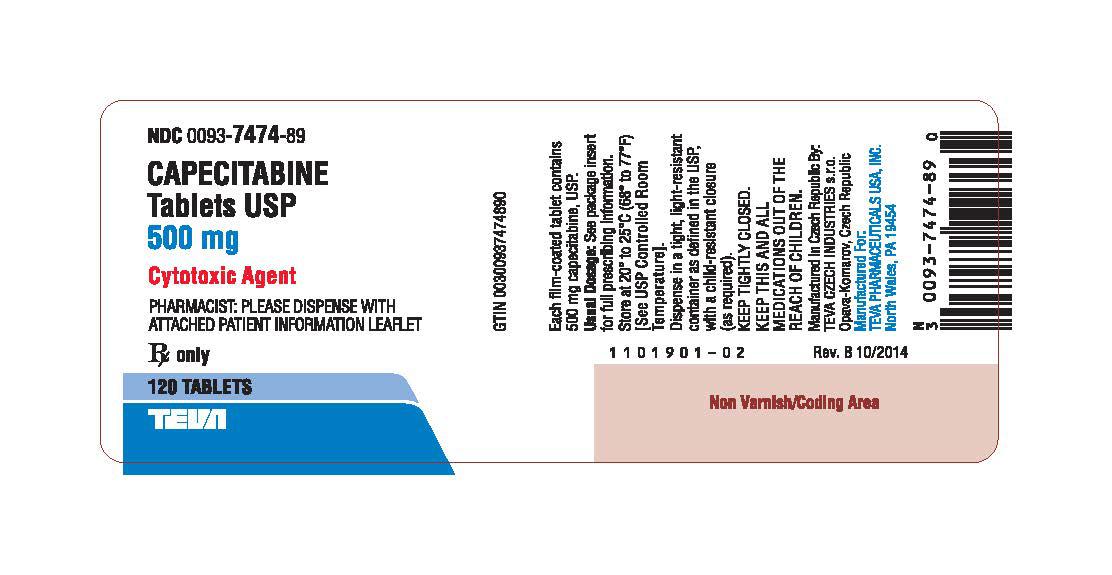 NDC 0093-7474-89
CAPECITABINE
Tablets USP
500 mg
Cytotoxic Agent
PHARMACIST: PLEASE DISPENSE WITH
ATTACHED PATIENT INFORMATION LEAFLET
Rx only
120 TABLETS
TEVA
GTIN 00300937474890
Each film-coated tablet contains
500 mg capecitabine, USP.
Usual Dosage: See package insert
for full prescribing information.
Store at 20° to 25°C (68° to 77°F)
[See USP Controlled Room
Temperature].
Dispense in a tight, light-resistant
container as defined in the USP,
with a child-resistant closure
(as required).
KEEP TIGHTLY CLOSED.
KEEP THIS AND ALL
MEDICATIONS OUT OF THE
REACH OF CHILDREN.
Manufactured In Czech Republic By:
TEVA CZECH INDUSTRIES s.r.o.
Opava-Komarov, Czech Republic
Manufactured For:
TEVA PHARMACEUTICALS USA, INC.
North Wales, PA 19454
N
3 0093-7474-89 0
1101901-02
Rev. B 10/2014
Non Varnish/Coding Area